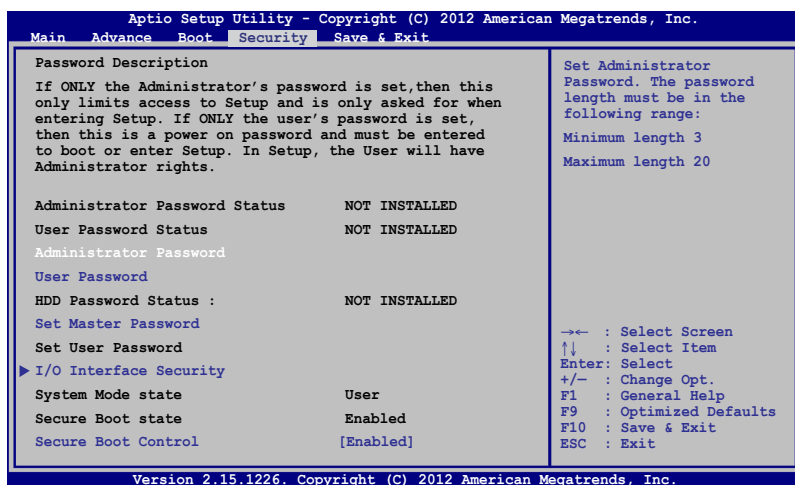 Aptio Setup Utility - Copyright (C) 2012 American Megatrends, Inc.
Main Advance Boot Security Save & Exit
Password Description
If ONLY the Administrator's password is set,then this
only limits access to Setup and is only asked for when
entering Setup. If ONLY the user's password is set,
then this is a power on password and must be entered
to boot or enter Setup. In Setup, the User will have
Administrator rights.
Administrator Password Status NOT INSTALLED
User Password Status NOT INSTALLED
Administrator Password
User Password
HDD Password Status : NOT INSTALLED
Set Master Password
Set User Password
I/O Interface Security
System Mode state User
Secure Boot state Enabled
Secure Boot Control [Enabled]
Set Administrator
Password. The password
length must be in the
following range:
Minimum length 3
Maximum length 20
→← : Select Screen
↑↓ : Select Item
Enter: Select
+/— : Change Opt.
F1 : General Help
F9 : Optimized Defaults
F10 : Save & Exit
ESC : Exit
Version 2.15.1226. Copyright (C) 2012 American Megatrends, Inc.